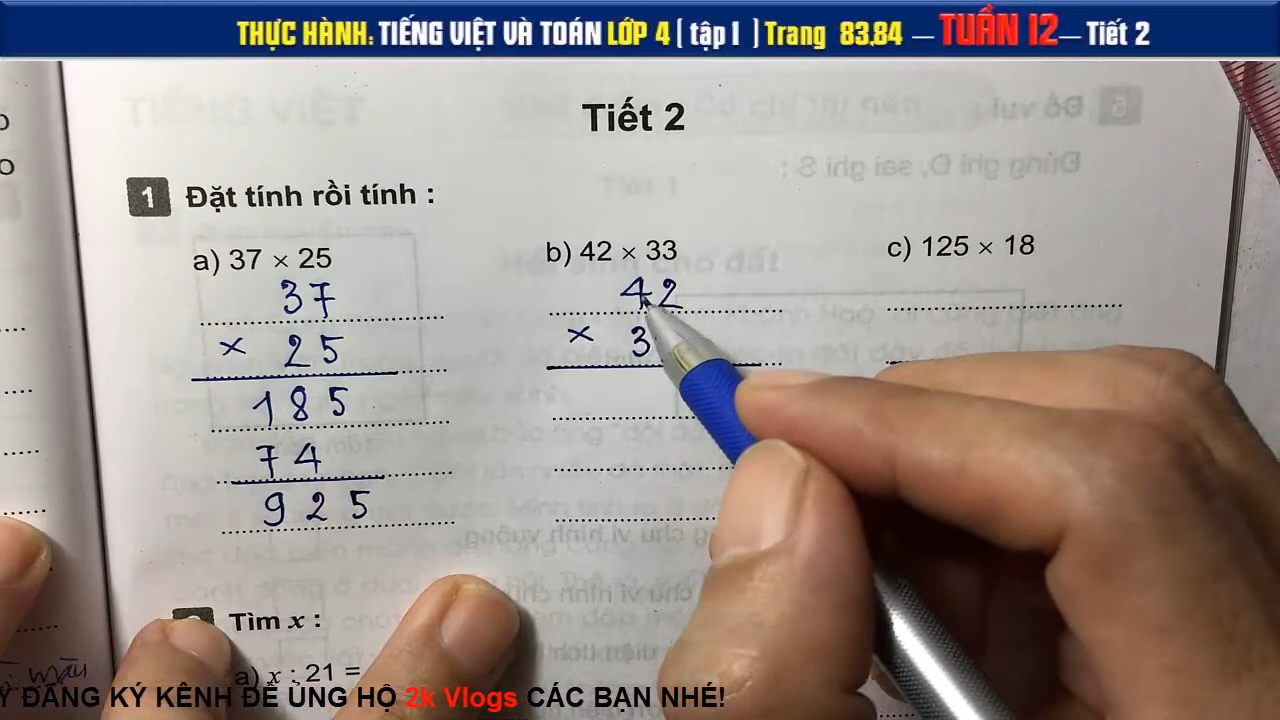 THỰC HÀNH: TIẾNG VIỆT VÀ TOÁN LỚP 4 ( tập 1 ) Trang 83,84 — TUẦN 12 — Tiết 2
Tiết 2
1 Đặt tính rồi tính :
a) 37 × 25
37
× 25
185
74
925
b) 42 × 33
42
× 3
c) 125 × 18
Tìm x :
a) x : 21 =
Ý ĐĂNG KÝ KÊNH ĐỂ ỦNG HỘ 2k Vlogs CÁC BẠN NHÉ!